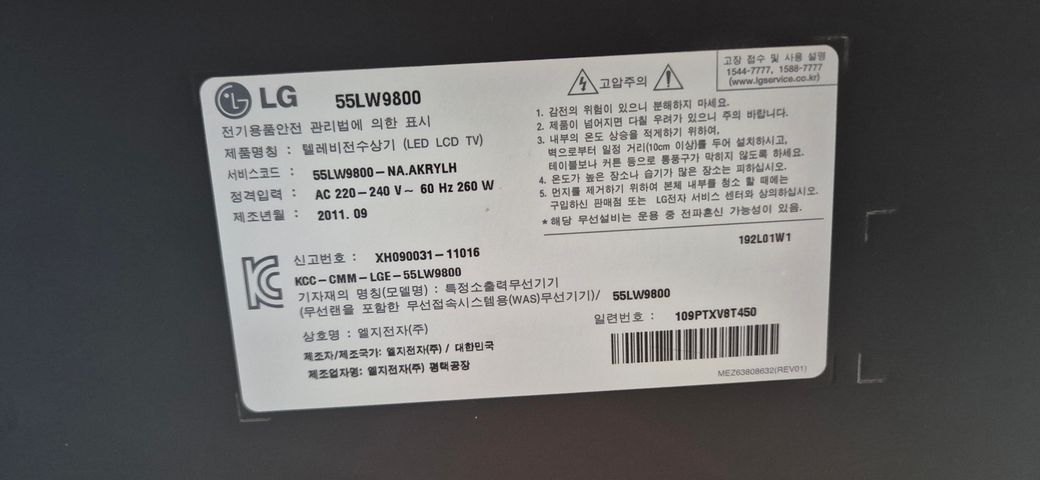 LG 55LW9800
전기용품안전 관리법에 의한 표시
제품명칭 : 텔레비전수상기 (LED LCD TV)
서비스코드 : 55LW9800-NA.AKRYLH
정격입력 : AC 220-240 V~ 60 Hz 260 W
제조년월 : 2011. 09
고압주의
고장 접수 및 사용 설명
1544-7777, 1588-7777
(www.lgservice.co.kr)
1. 감전의 위험이 있으니 분해하지 마세요.
2. 제품이 넘어지면 다칠 우려가 있으니 주의 바랍니다.
3. 내부의 온도 상승을 적게하기 위하여,
벽으로부터 일정 거리(10cm 이상)를 두어 설치하시고,
테이블보나 커튼 등으로 통풍구가 막히지 않도록 하세요.
4. 온도가 높은 장소나 습기가 많은 장소는 피하십시오.
5. 먼지를 제거하기 위하여 본체 내부를 청소 할 때에는
구입하신 판매점 또는 LG전자 서비스 센터와 상의하십시오.
* 해당 무선설비는 운용 중 전파혼신 가능성이 있음.
192L01W1
신고번호 : XH090031-11016
KCC-CMM-LGE-55LW9800
기자재의 명칭(모델명) : 특정소출력무선기기
(무선랜을 포함한 무선접속시스템용(WAS)무선기기)/ 55LW9800
상호명 : 엘지전자(주)
제조자/제조국가: 엘지전자(주) / 대한민국
제조업자명: 엘지전자(주) 평택공장
일련번호 : 109PTXV8T450
MEZ63808632(REV01)